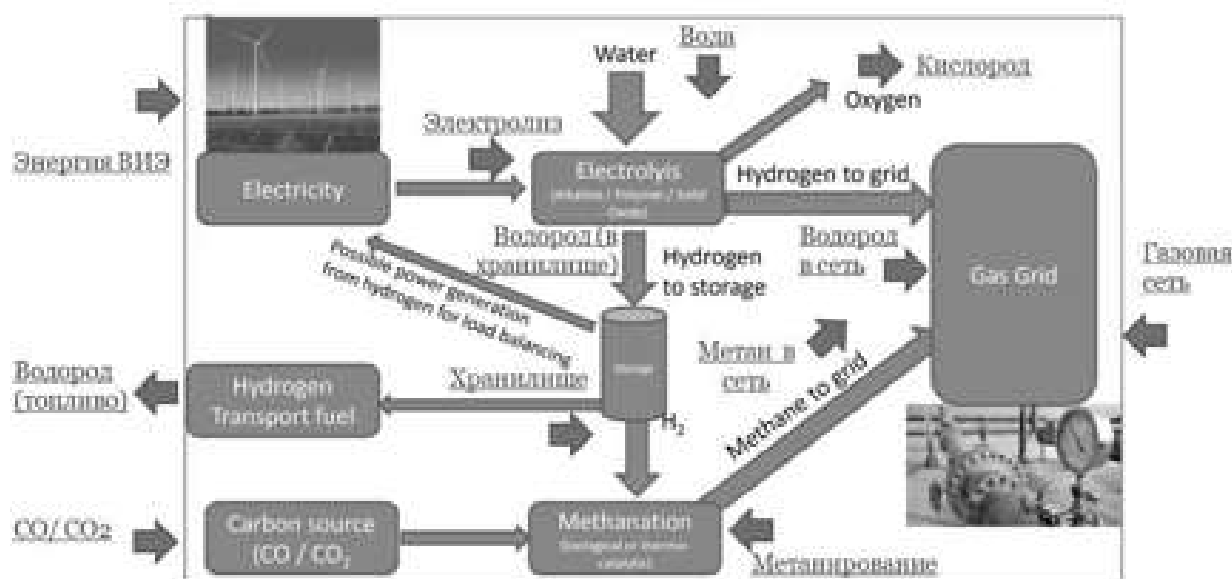 Water
Вода
Кислород
Oxygen
Электролиз
Энергия ВИЭ
Electricity
Electrolyis
Hydrogen to grid
Водород (в
хранилище)
Hydrogen
to storage
Водород
в сеть
Gas Grid
Газовая
сеть
Possible power generation
from hydrogen for load balancing
Storage
Метан в
сеть
Methane to grid
Водород
(топливо)
Hydrogen
Transport fuel
Хранилище
H₂
CO/ CO2
Carbon source
(CO / CO₂
Methanation
Метанирование